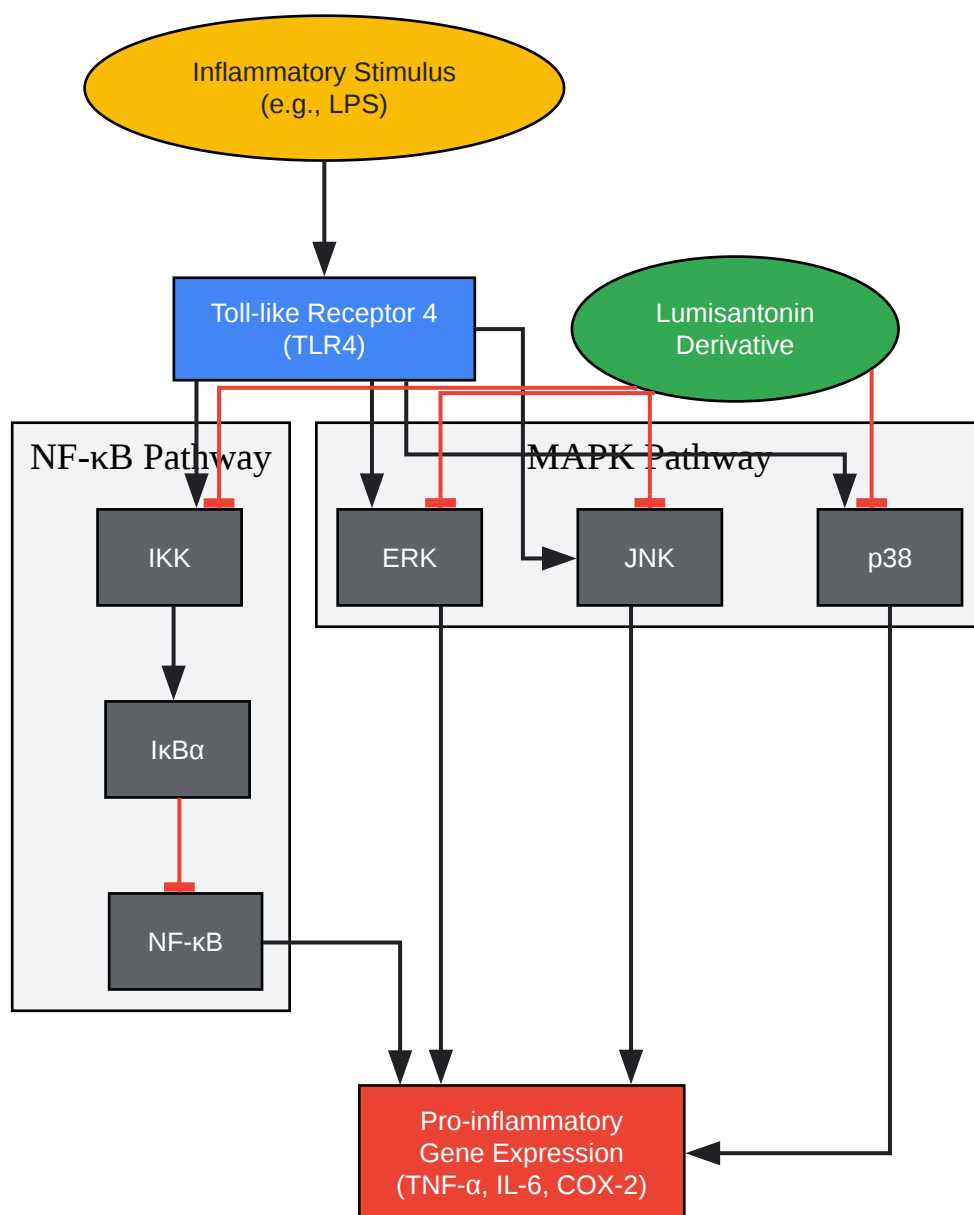 Inflammatory Stimulus
(e.g., LPS)
Toll-like Receptor 4
(TLR4)
Lumisantonin
Derivative
NF-κB Pathway
MAPK Pathway
IKK
ERK
JNK
p38
IκBα
NF-κB
Pro-inflammatory
Gene Expression
(TNF-α, IL-6, COX-2)